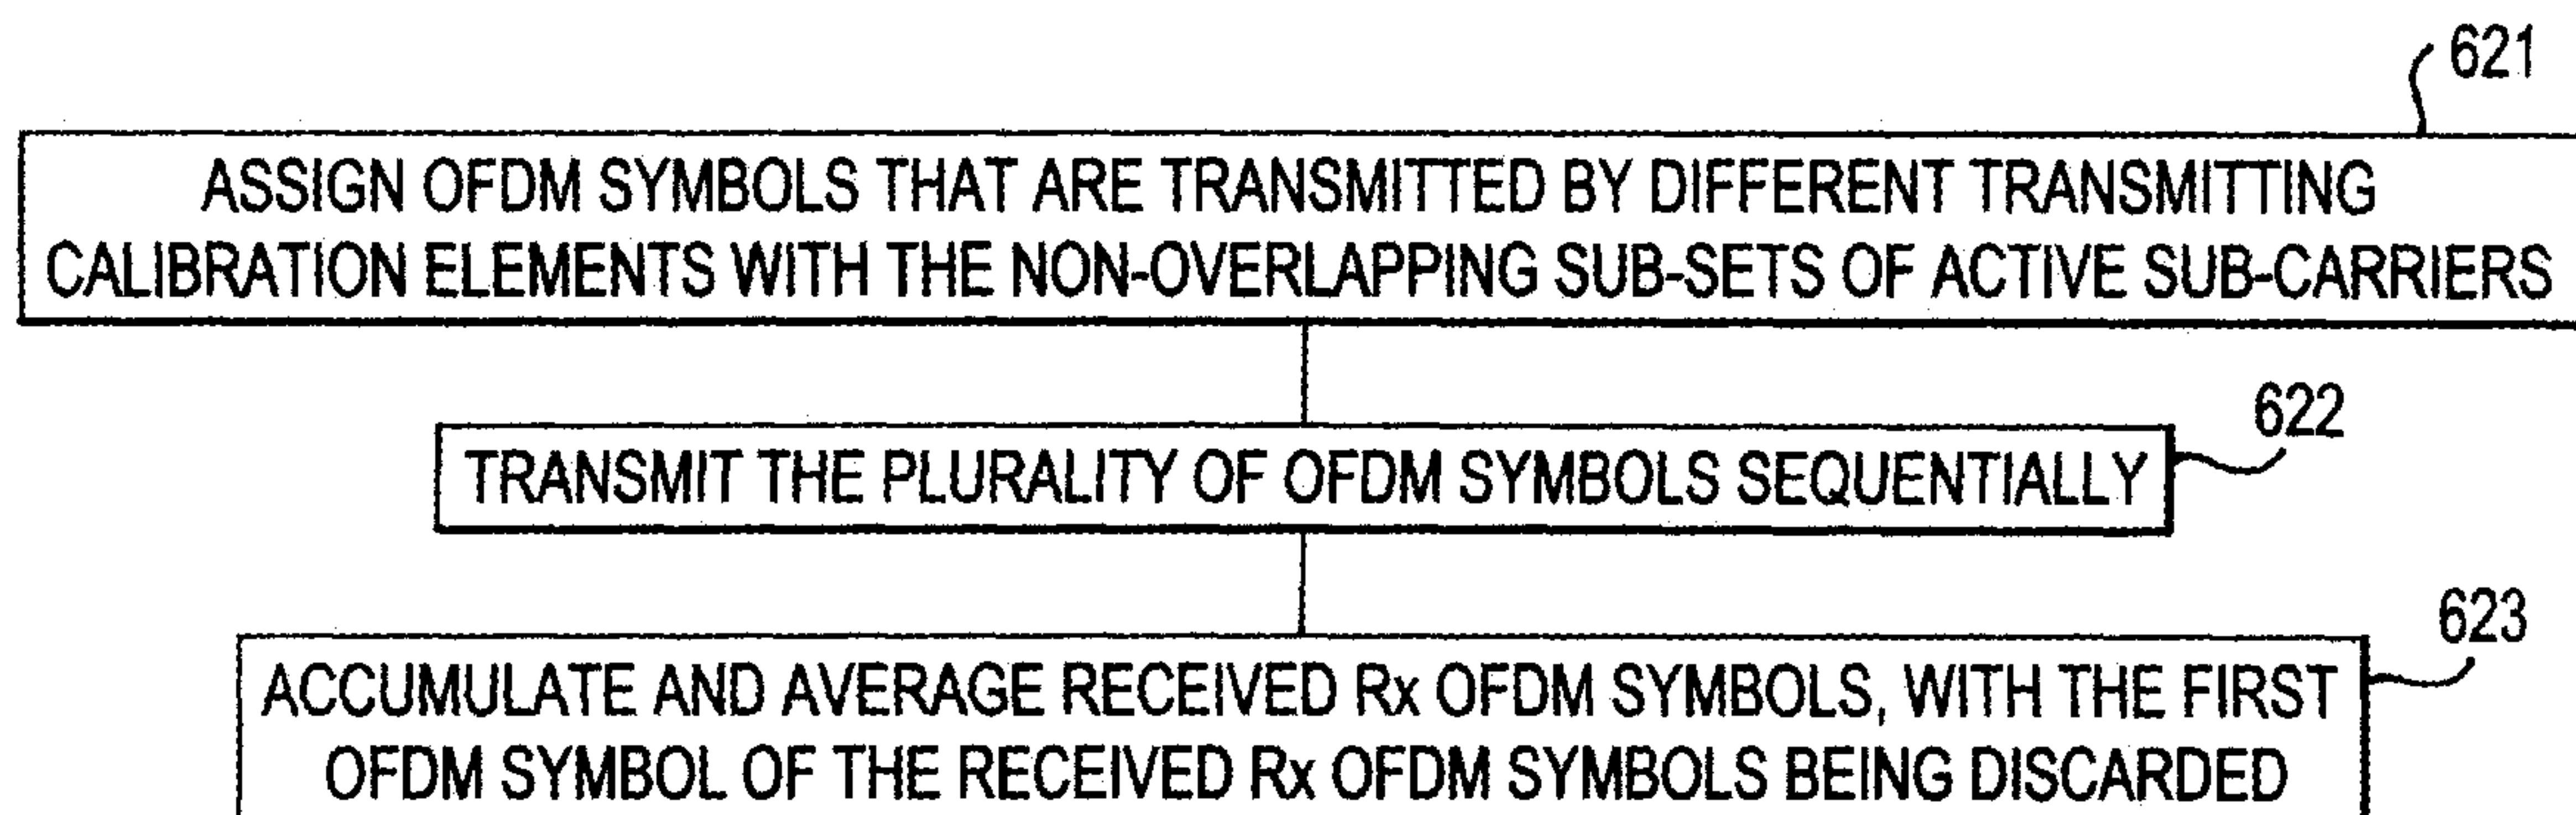 621
ASSIGN OFDM SYMBOLS THAT ARE TRANSMITTED BY DIFFERENT TRANSMITTING
CALIBRATION ELEMENTS WITH THE NON-OVERLAPPING SUB-SETS OF ACTIVE SUB-CARRIERS
622
TRANSMIT THE PLURALITY OF OFDM SYMBOLS SEQUENTIALLY
623
ACCUMULATE AND AVERAGE RECEIVED Rx OFDM SYMBOLS, WITH THE FIRST
OFDM SYMBOL OF THE RECEIVED Rx OFDM SYMBOLS BEING DISCARDED